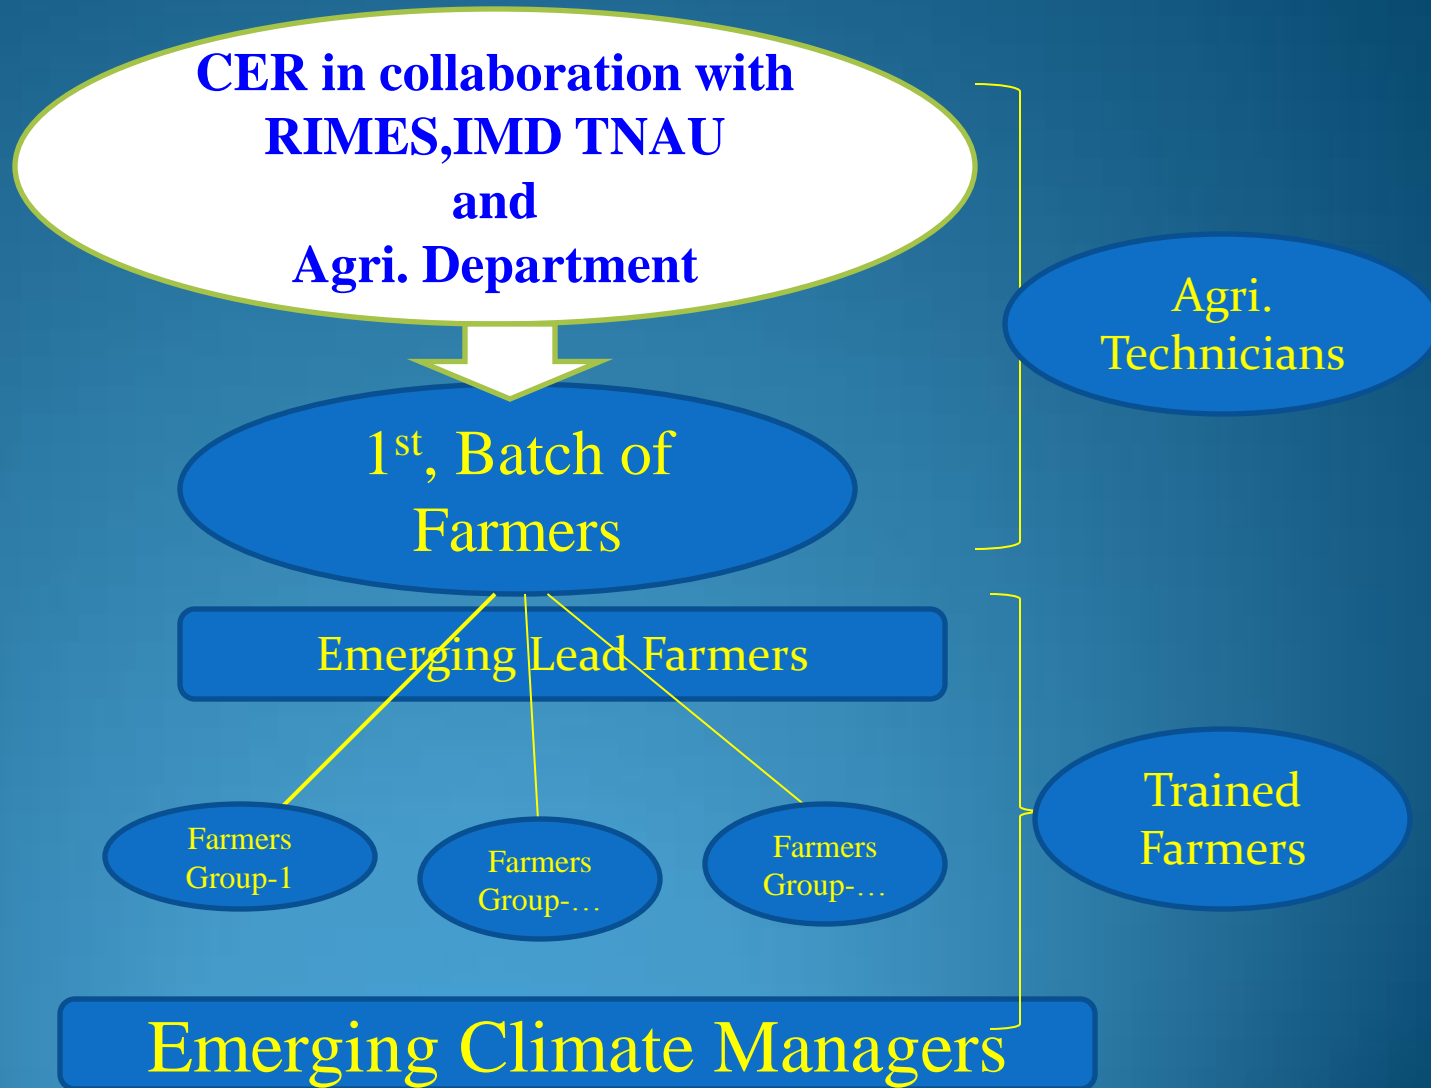 CER in collaboration with
RIMES,IMD TNAU
and
Agri. Department
Agri.
Technicians
1st, Batch of
Farmers
Emerging Lead Farmers
Trained
Farmers
Farmers
Group-1
Farmers
Group-…
Farmers
Group-…
Emerging Climate Managers